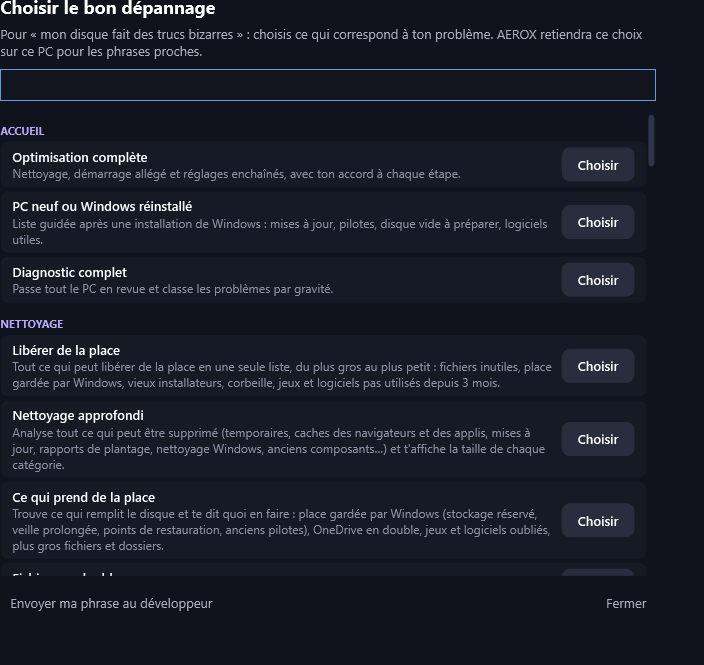 Choisir le bon dépannage
Pour « mon disque fait des trucs bizarres » : choisis ce qui correspond à ton problème. AEROX retiendra ce choix
sur ce PC pour les phrases proches.
ACCUEIL
Optimisation complète
Nettoyage, démarrage allégé et réglages enchaînés, avec ton accord à chaque étape.
Choisir
PC neuf ou Windows réinstallé
Liste guidée après une installation de Windows : mises à jour, pilotes, disque vide à préparer, logiciels
utiles.
Choisir
Diagnostic complet
Passe tout le PC en revue et classe les problèmes par gravité.
Choisir
NETTOYAGE
Libérer de la place
Tout ce qui peut libérer de la place en une seule liste, du plus gros au plus petit : fichiers inutiles, place
gardée par Windows, vieux installateurs, corbeille, jeux et logiciels pas utilisés depuis 3 mois.
Choisir
Nettoyage approfondi
Analyse tout ce qui peut être supprimé (temporaires, caches des navigateurs et des applis, mises à
jour, rapports de plantage, nettoyage Windows, anciens composants...) et t'affiche la taille de chaque
catégorie.
Choisir
Ce qui prend de la place
Trouve ce qui remplit le disque et te dit quoi en faire : place gardée par Windows (stockage réservé,
veille prolongée, points de restauration, anciens pilotes), OneDrive en double, jeux et logiciels oubliés,
plus gros fichiers et dossiers.
Choisir
Envoyer ma phrase au développeur
Fermer